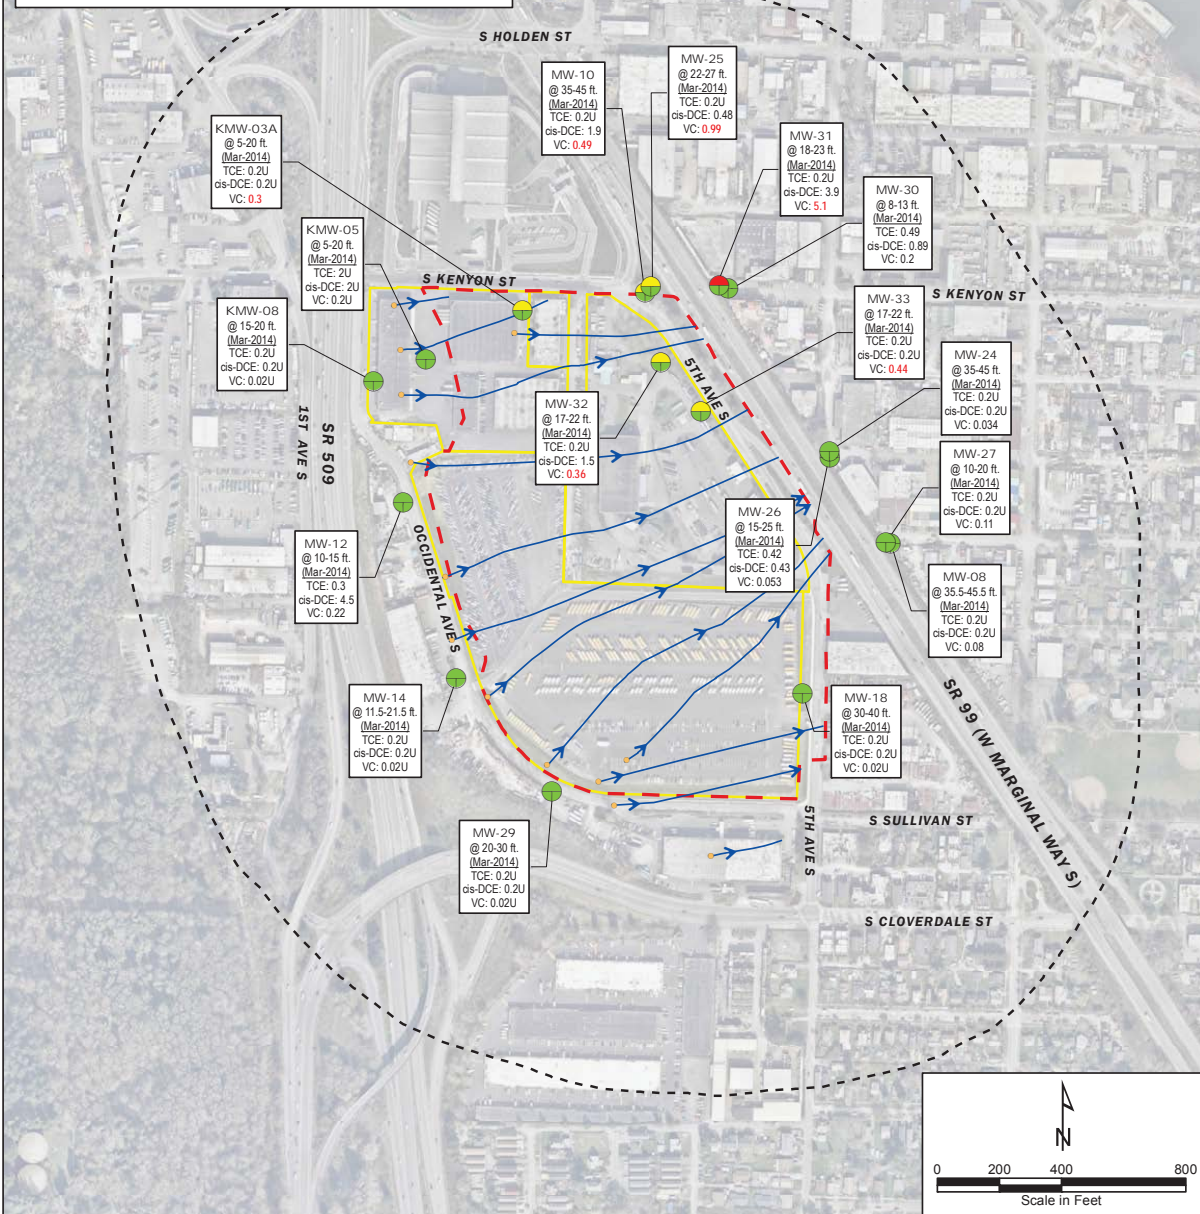 S HOLDEN ST
MW-10
@ 35-45 ft.
(Mar-2014)
TCE: 0.2U
cis-DCE: 1.9
VC: 0.49
MW-25
@ 22-27 ft.
(Mar-2014)
TCE: 0.2U
cis-DCE: 0.48
VC: 0.99
KMW-03A
@ 5-20 ft.
(Mar-2014)
TCE: 0.2U
cis-DCE: 0.2U
VC: 0.3
MW-31
@ 18-23 ft.
(Mar-2014)
TCE: 0.2U
cis-DCE: 3.9
VC: 5.1
MW-30
@ 8-13 ft.
(Mar-2014)
TCE: 0.49
cis-DCE: 0.89
VC: 0.2
KMW-05
@ 5-20 ft.
(Mar-2014)
TCE: 2U
cis-DCE: 2U
VC: 0.2U
S KENYON ST
S KENYON ST
KMW-08
@ 15-20 ft.
(Mar-2014)
TCE: 0.2U
cis-DCE: 0.2U
VC: 0.02U
MW-33
@ 17-22 ft.
(Mar-2014)
TCE: 0.2U
cis-DCE: 0.2U
VC: 0.44
MW-24
@ 35-45 ft.
(Mar-2014)
TCE: 0.2U
cis-DCE: 0.2U
VC: 0.034
5TH AVE S
MW-32
@ 17-22 ft.
(Mar-2014)
TCE: 0.2U
cis-DCE: 1.5
VC: 0.36
1ST AVE S
SR 509
MW-27
@ 10-20 ft.
(Mar-2014)
TCE: 0.2U
cis-DCE: 0.2U
VC: 0.11
MW-26
@ 15-25 ft.
(Mar-2014)
TCE: 0.42
cis-DCE: 0.43
VC: 0.053
MW-12
@ 10-15 ft.
(Mar-2014)
TCE: 0.3
cis-DCE: 4.5
VC: 0.22
OCCIDENTAL AVE S
MW-08
@ 35.5-45.5 ft.
(Mar-2014)
TCE: 0.2U
cis-DCE: 0.2U
VC: 0.08
MW-14
@ 11.5-21.5 ft.
(Mar-2014)
TCE: 0.2U
cis-DCE: 0.2U
VC: 0.02U
MW-18
@ 30-40 ft.
(Mar-2014)
TCE: 0.2U
cis-DCE: 0.2U
VC: 0.02U
SR 99 (W MARGINAL WAY S)
MW-29
@ 20-30 ft.
(Mar-2014)
TCE: 0.2U
cis-DCE: 0.2U
VC: 0.02U
5TH AVE S
S SULLIVAN ST
S CLOVERDALE ST
N
0 200 400 800
Scale in Feet